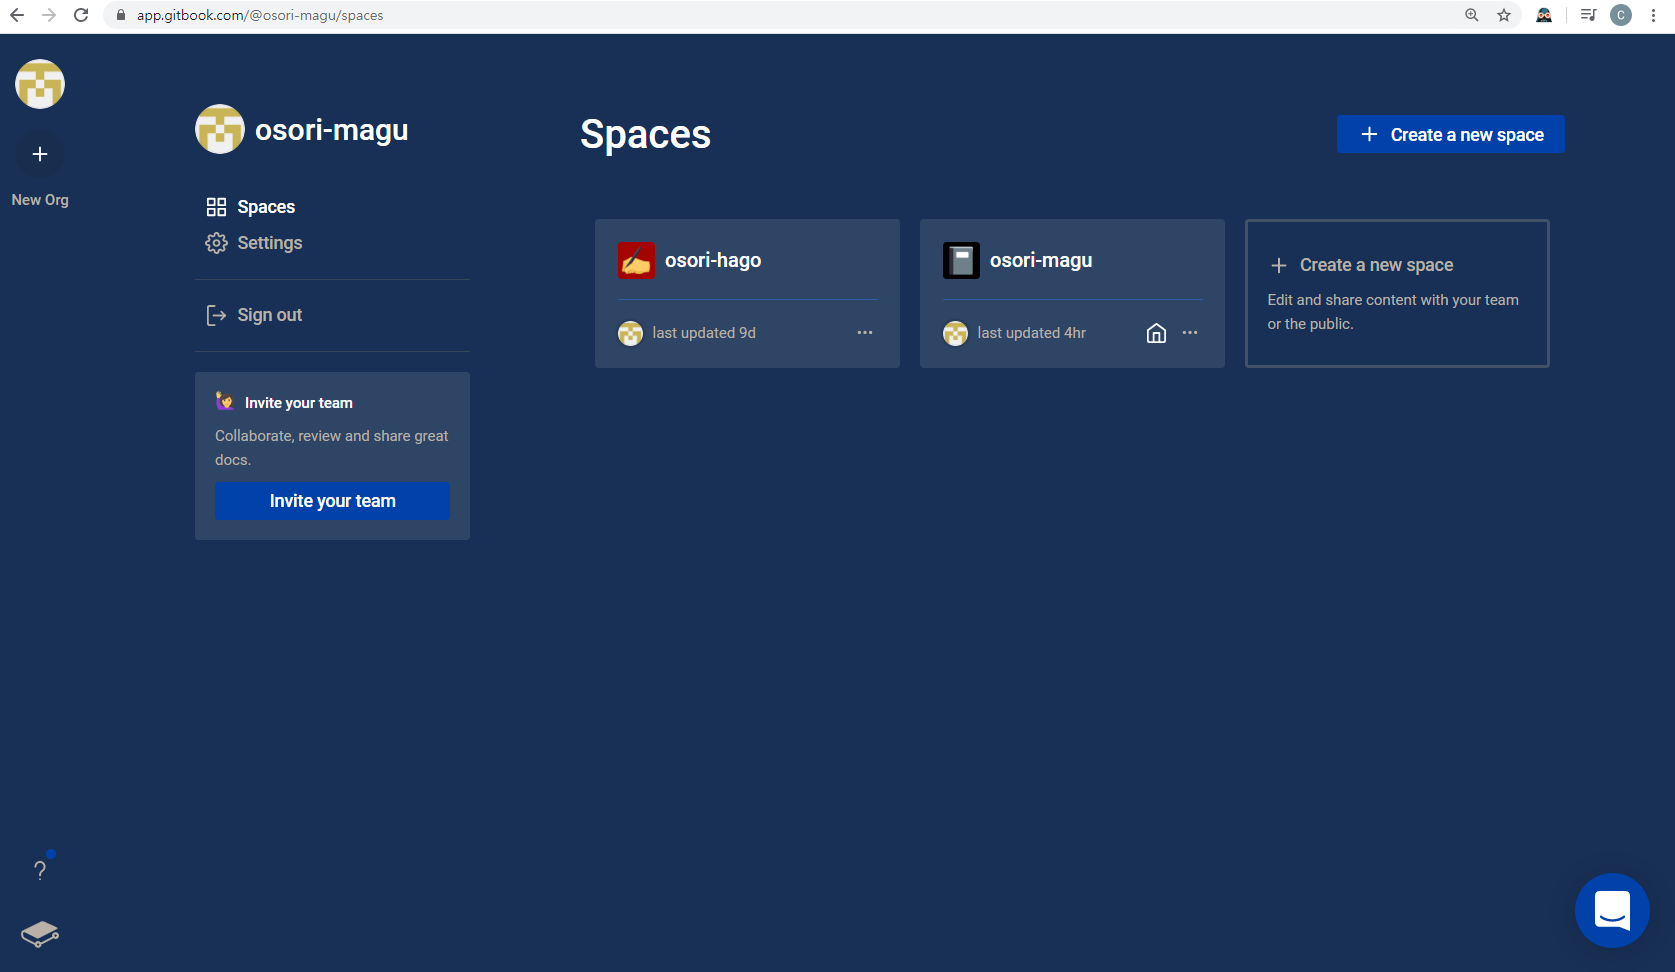 app.gitbook.com/@osori-magu/spaces
C
New Org
osori-magu
Spaces
Settings
Sign out
Invite your team
Collaborate, review and share great
docs.
Invite your team
Spaces
+ Create a new space
osori-hago
last updated 9d
osori-magu
last updated 4hr
+ Create a new space
Edit and share content with your team
or the public.
?